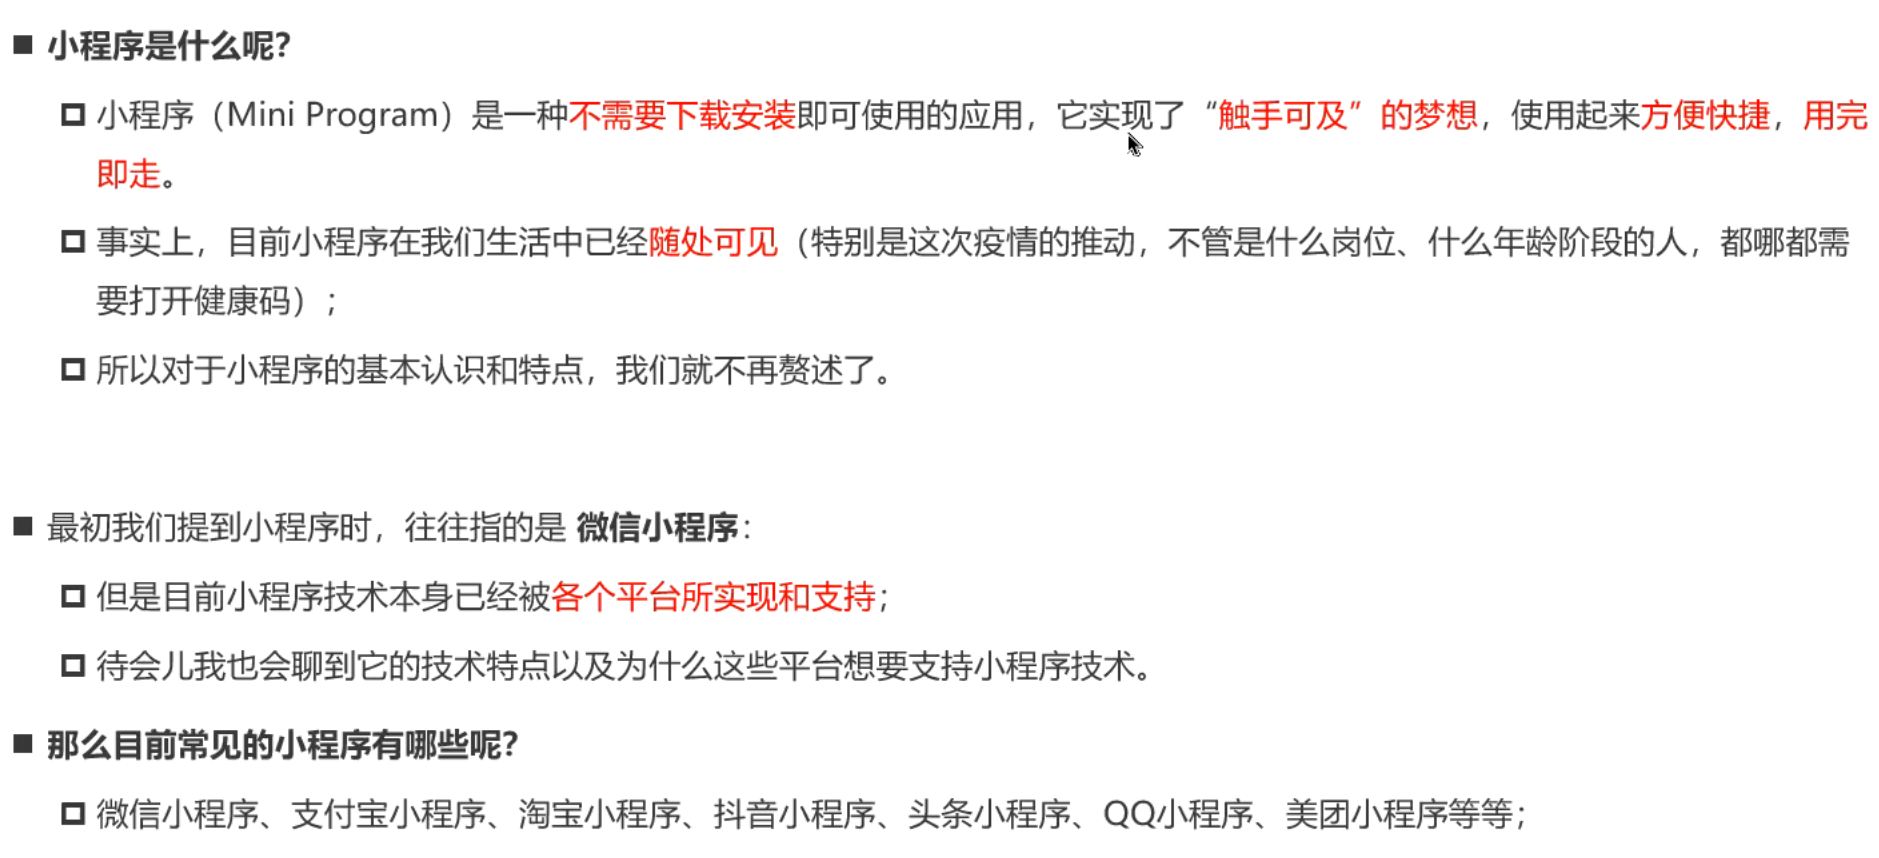 小程序是什么呢？
小程序（Mini Program）是一种不需要下载安装即可使用的应用，它实现了“触手可及”的梦想，使用起来方便快捷，用完
即走。
事实上，目前小程序在我们生活中已经随处可见（特别是这次疫情的推动，不管是什么岗位、什么年龄阶段的人，都哪都需
要打开健康码）；
所以对于小程序的基本认识和特点，我们就不再赘述了。
最初我们提到小程序时，往往指的是 微信小程序：
但是目前小程序技术本身已经被各个平台所实现和支持；
待会儿我也会聊到它的技术特点以及为什么这些平台想要支持小程序技术。
那么目前常见的小程序有哪些呢？
微信小程序、支付宝小程序、淘宝小程序、抖音小程序、头条小程序、QQ小程序、美团小程序等等；